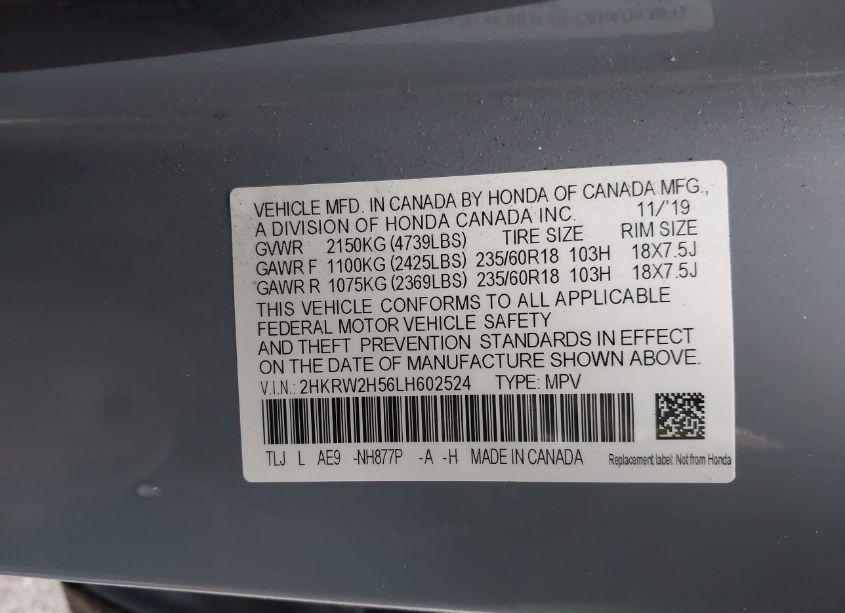 VEHICLE MFD. IN CANADA BY HONDA OF CANADA MFG.,
A DIVISION OF HONDA CANADA INC. 11/'19
GVWR 2150KG (4739LBS) TIRE SIZE RIM SIZE
GAWR F 1100KG (2425LBS) 235/60R18 103H 18X7.5J
GAWR R 1075KG (2369LBS) 235/60R18 103H 18X7.5J
THIS VEHICLE CONFORMS TO ALL APPLICABLE
FEDERAL MOTOR VEHICLE SAFETY
AND THEFT PREVENTION STANDARDS IN EFFECT
ON THE DATE OF MANUFACTURE SHOWN ABOVE.
V.I.N.: 2HKRW2H56LH602524 TYPE: MPV
TLJ L AE9 -NH877P -A -H MADE IN CANADA
Replacement label: Not from Honda